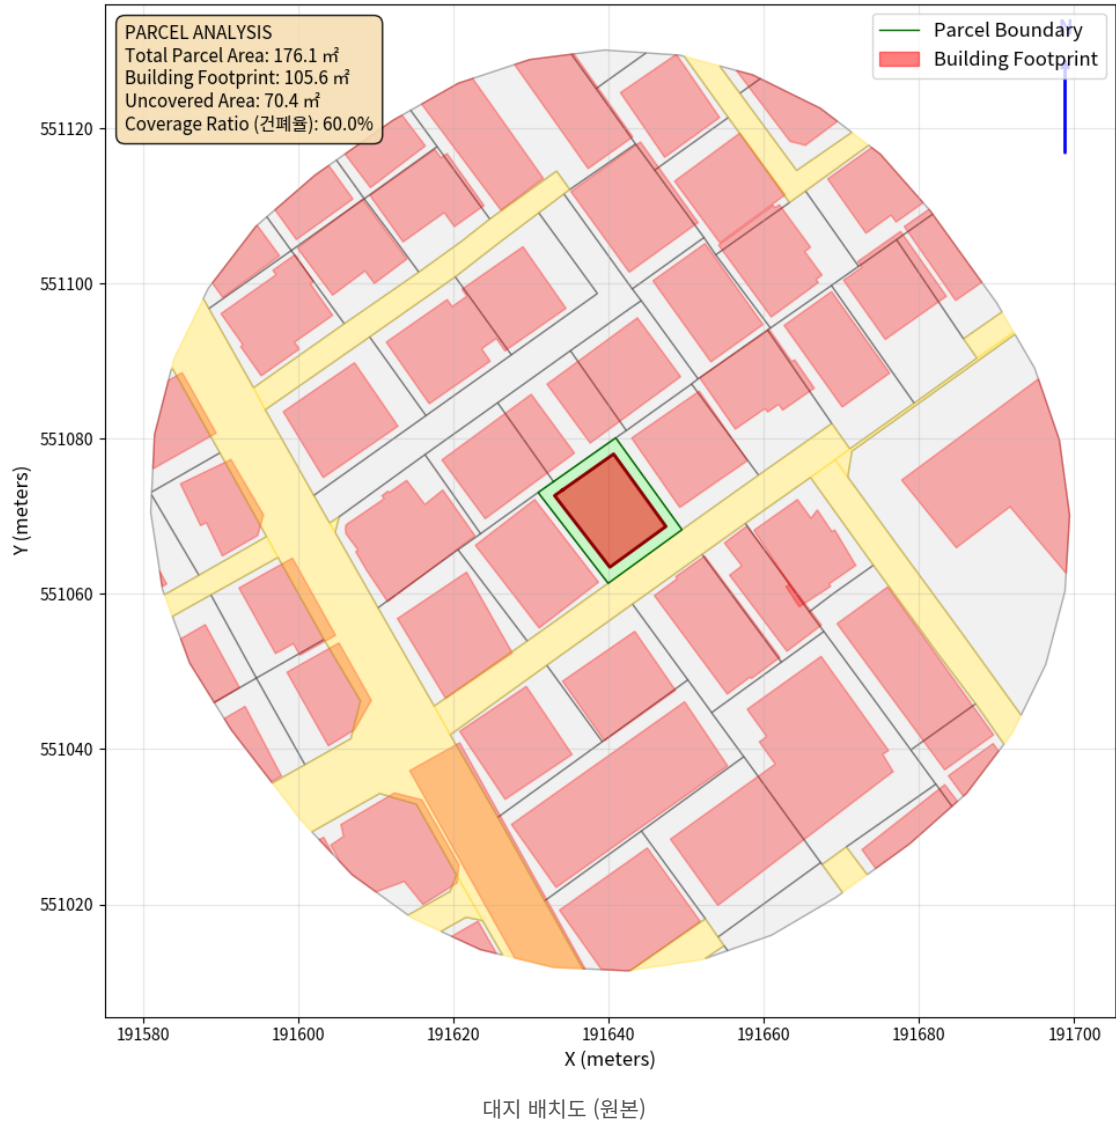 PARCEL ANALYSIS
Total Parcel Area: 176.1 ㎡
Building Footprint: 105.6 ㎡
Uncovered Area: 70.4 ㎡
Coverage Ratio (건폐율): 60.0%
N
Parcel Boundary
Building Footprint
551120
551100
551080
551060
551040
551020
Y (meters)
191580
191600
191620
191640
191660
191680
191700
X (meters)
대지 배치도 (원본)